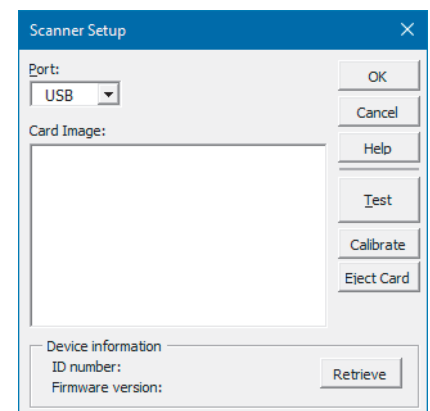 Scanner Setup
Port:
USB
Card Image:
OK
Cancel
Help
Test
Calibrate
Eject Card
Device information
ID number:
Firmware version:
Retrieve